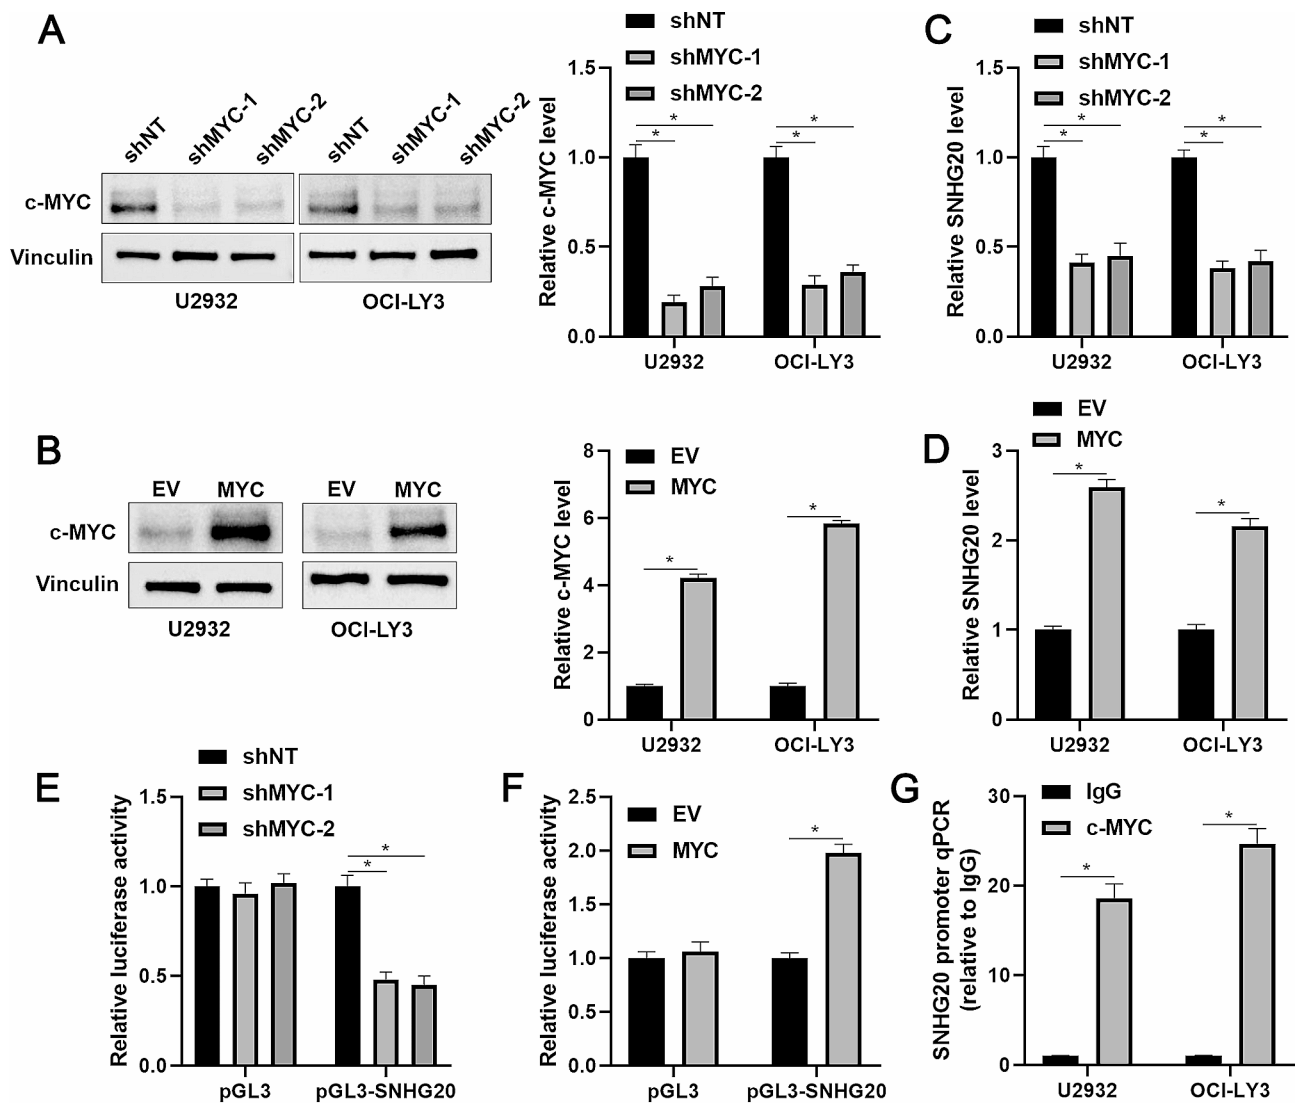 A
shNT
shMYC-1
shMYC-2
shNT
shMYC-1
shMYC-2
c-MYC
Vinculin
U2932
OCI-LY3
shNT
shMYC-1
shMYC-2
Relative c-MYC level
1.5
1.0
0.5
0.0
*
*
*
*
U2932
OCI-LY3
C
shNT
shMYC-1
shMYC-2
Relative SNHG20 level
1.5
1.0
0.5
0.0
*
*
*
*
U2932
OCI-LY3
B
EV
MYC
EV
MYC
c-MYC
Vinculin
U2932
OCI-LY3
EV
MYC
Relative c-MYC level
8
6
4
2
0
*
*
U2932
OCI-LY3
D
EV
MYC
Relative SNHG20 level
3
2
1
0
*
*
U2932
OCI-LY3
E
shNT
shMYC-1
shMYC-2
Relative luciferase activity
1.5
1.0
0.5
0.0
*
*
pGL3
pGL3-SNHG20
F
EV
MYC
Relative luciferase activity
2.5
2.0
1.5
1.0
0.5
0.0
*
pGL3
pGL3-SNHG20
G
IgG
c-MYC
SNHG20 promoter qPCR
(relative to IgG)
30
20
10
0
*
*
U2932
OCI-LY3